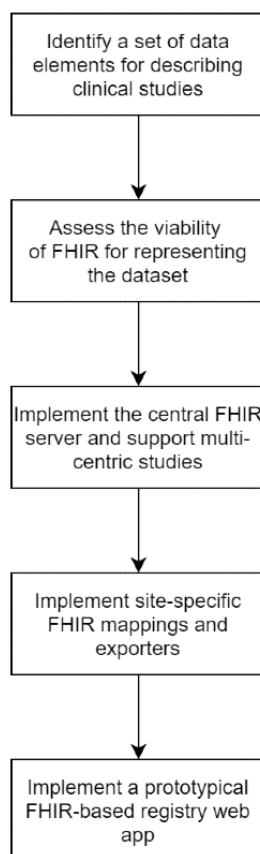 Identify a set of data
elements for describing
clinical studies
Assess the viability
of FHIR for representing
the dataset
Implement the central FHIR
server and support multi-
centric studies
Implement site-specific
FHIR mappings and
exporters
Implement a prototypical
FHIR-based registry web
app